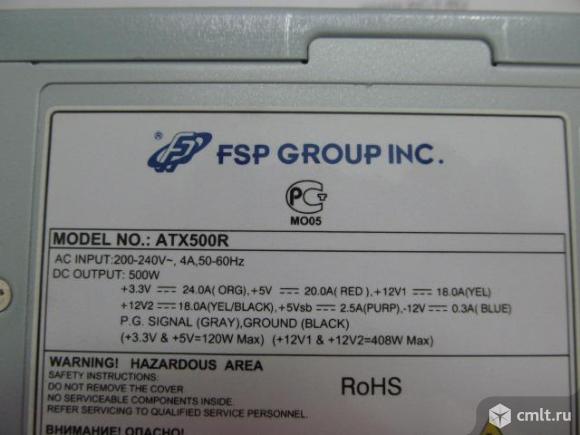 ® FSP GROUP INC.
PC
MO05
MODEL NO.: ATX500R
AC INPUT:200-240V~, 4A,50-60Hz
DC OUTPUT: 500W
+3.3V ⎓ 24.0A( ORG),+5V ⎓ 20.0A( RED ),+12V1 ⎓ 18.0A(YEL)
+12V2 ⎓ 18.0A(YEL/BLACK),+5Vsb ⎓ 2.5A(PURP),-12V ⎓ 0.3A( BLUE)
P.G. SIGNAL (GRAY),GROUND (BLACK)
(+3.3V & +5V=120W Max) (+12V1 & +12V2=408W Max)
WARNING! HAZARDOUS AREA
SAFETY INSTRUCTIONS:
DO NOT REMOVE THE COVER
NO SERVICEABLE COMPONENTS INSIDE.
REFER SERVICING TO QUALIFIED SERVICE PERSONNEL.
RoHS
ВНИМАНИЕ! ОПАСНО!
cmlt.ru